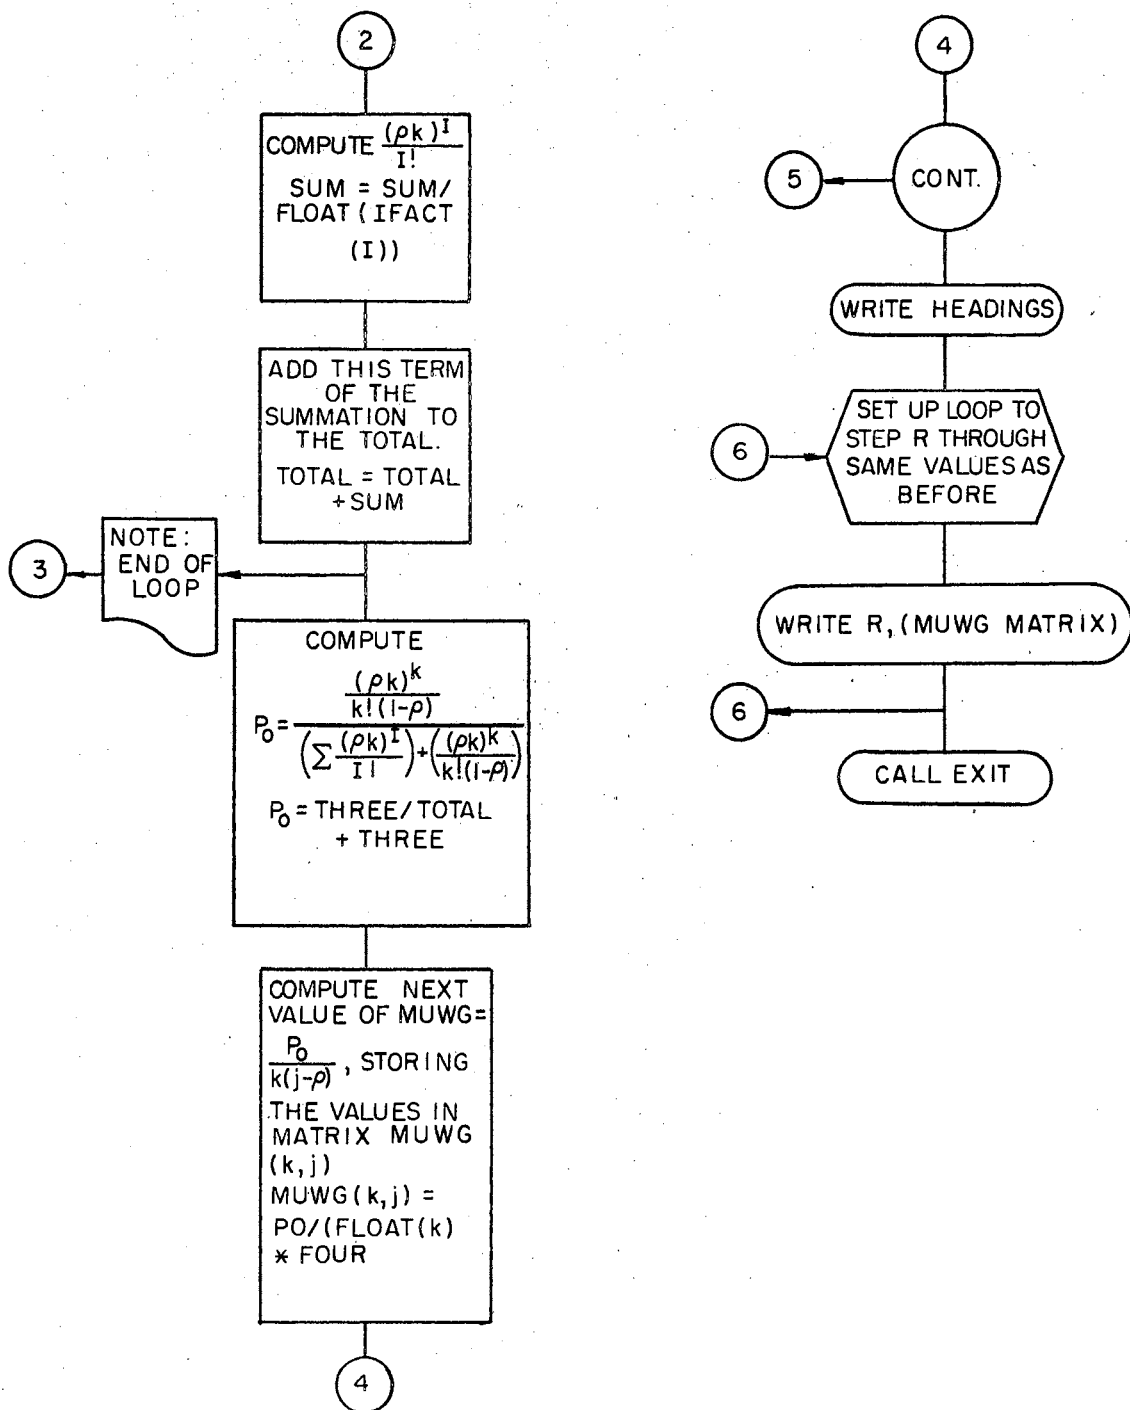 2
COMPUTE (ρk)^I / I!
SUM = SUM/
FLOAT (IFACT
(I))
ADD THIS TERM
OF THE
SUMMATION TO
THE TOTAL.
TOTAL = TOTAL
+SUM
3
NOTE:
END OF
LOOP
COMPUTE
(ρk)^k
k!(1-ρ)
P₀=
(∑ (ρk)^I / I!) + ((ρk)^k / k!(1-ρ))
P₀ = THREE/TOTAL
+ THREE
COMPUTE NEXT
VALUE OF MUWG=
P₀ / k(j-ρ), STORING
THE VALUES IN
MATRIX MUWG
(k,j)
MUWG(k,j) =
PO/(FLOAT(k)
* FOUR
4
4
CONT.
5
WRITE HEADINGS
6
SET UP LOOP TO
STEP R THROUGH
SAME VALUES AS
BEFORE
WRITE R, (MUWG MATRIX)
6
CALL EXIT